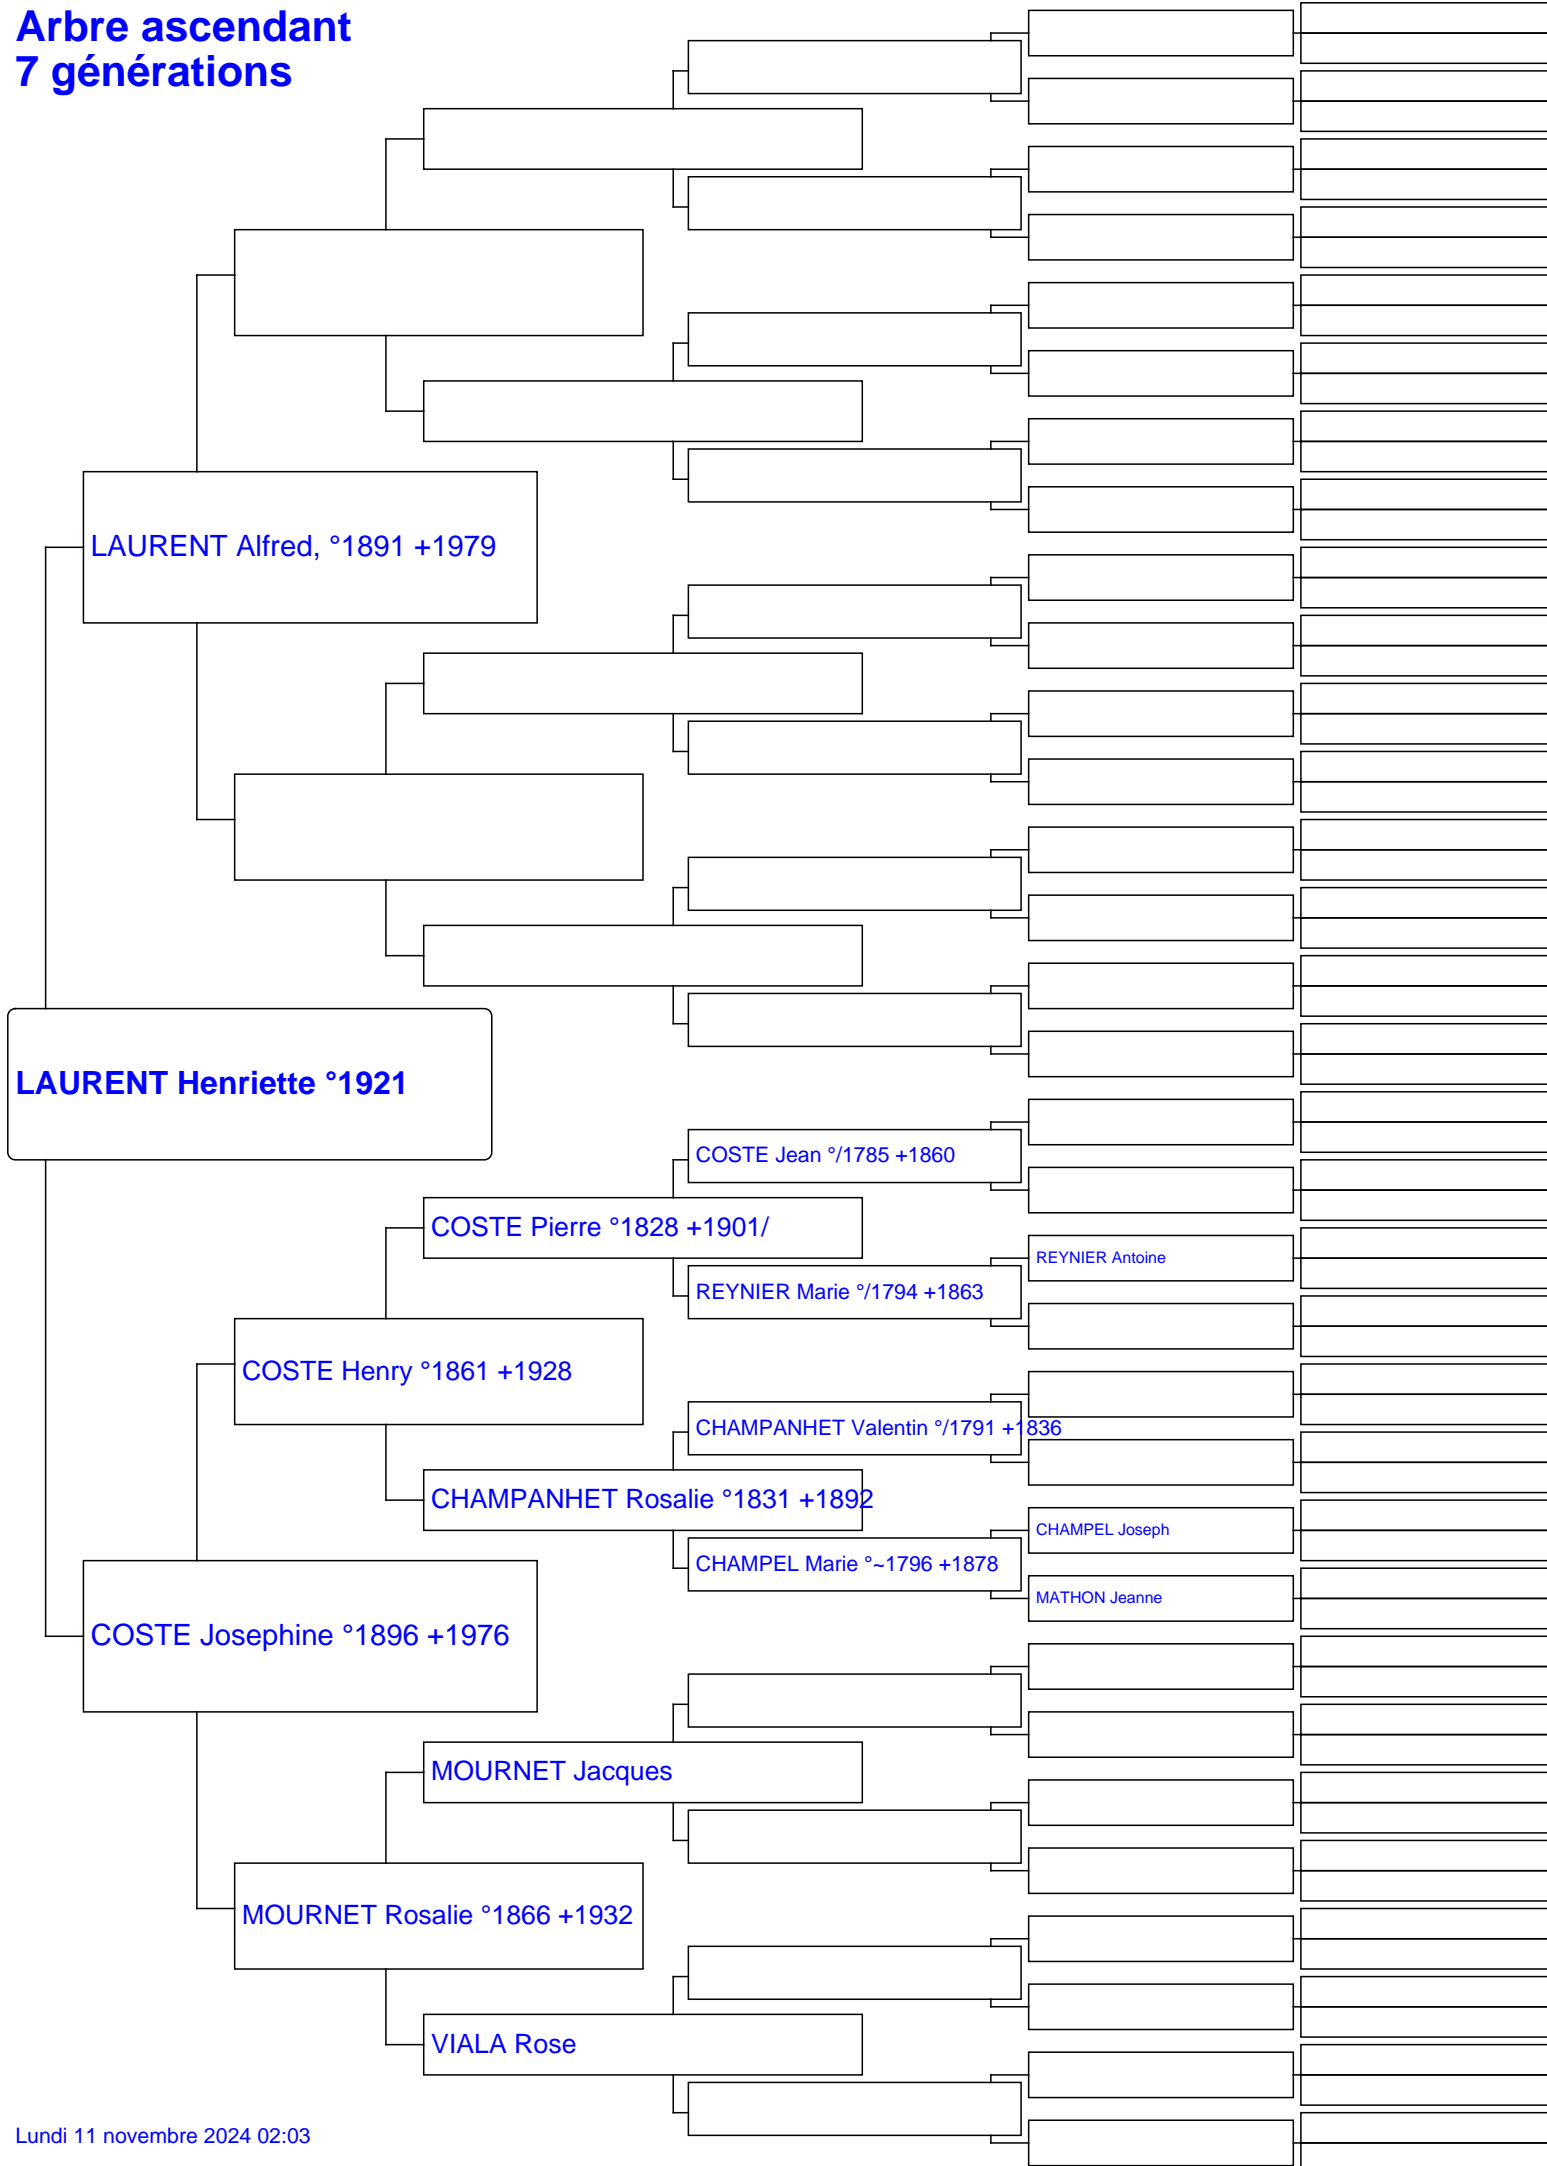 Arbre ascendant
7 générations
LAURENT Alfred, °1891 +1979
LAURENT Henriette °1921
COSTE Jean °/1785 +1860
COSTE Pierre °1828 +1901/
REYNIER Antoine
REYNIER Marie °/1794 +1863
COSTE Henry °1861 +1928
CHAMPANHET Valentin °/1791 +1836
CHAMPANHET Rosalie °1831 +1892
CHAMPEL Joseph
CHAMPEL Marie °~1796 +1878
MATHON Jeanne
COSTE Josephine °1896 +1976
MOURNET Jacques
MOURNET Rosalie °1866 +1932
VIALA Rose
Lundi 11 novembre 2024 02:03